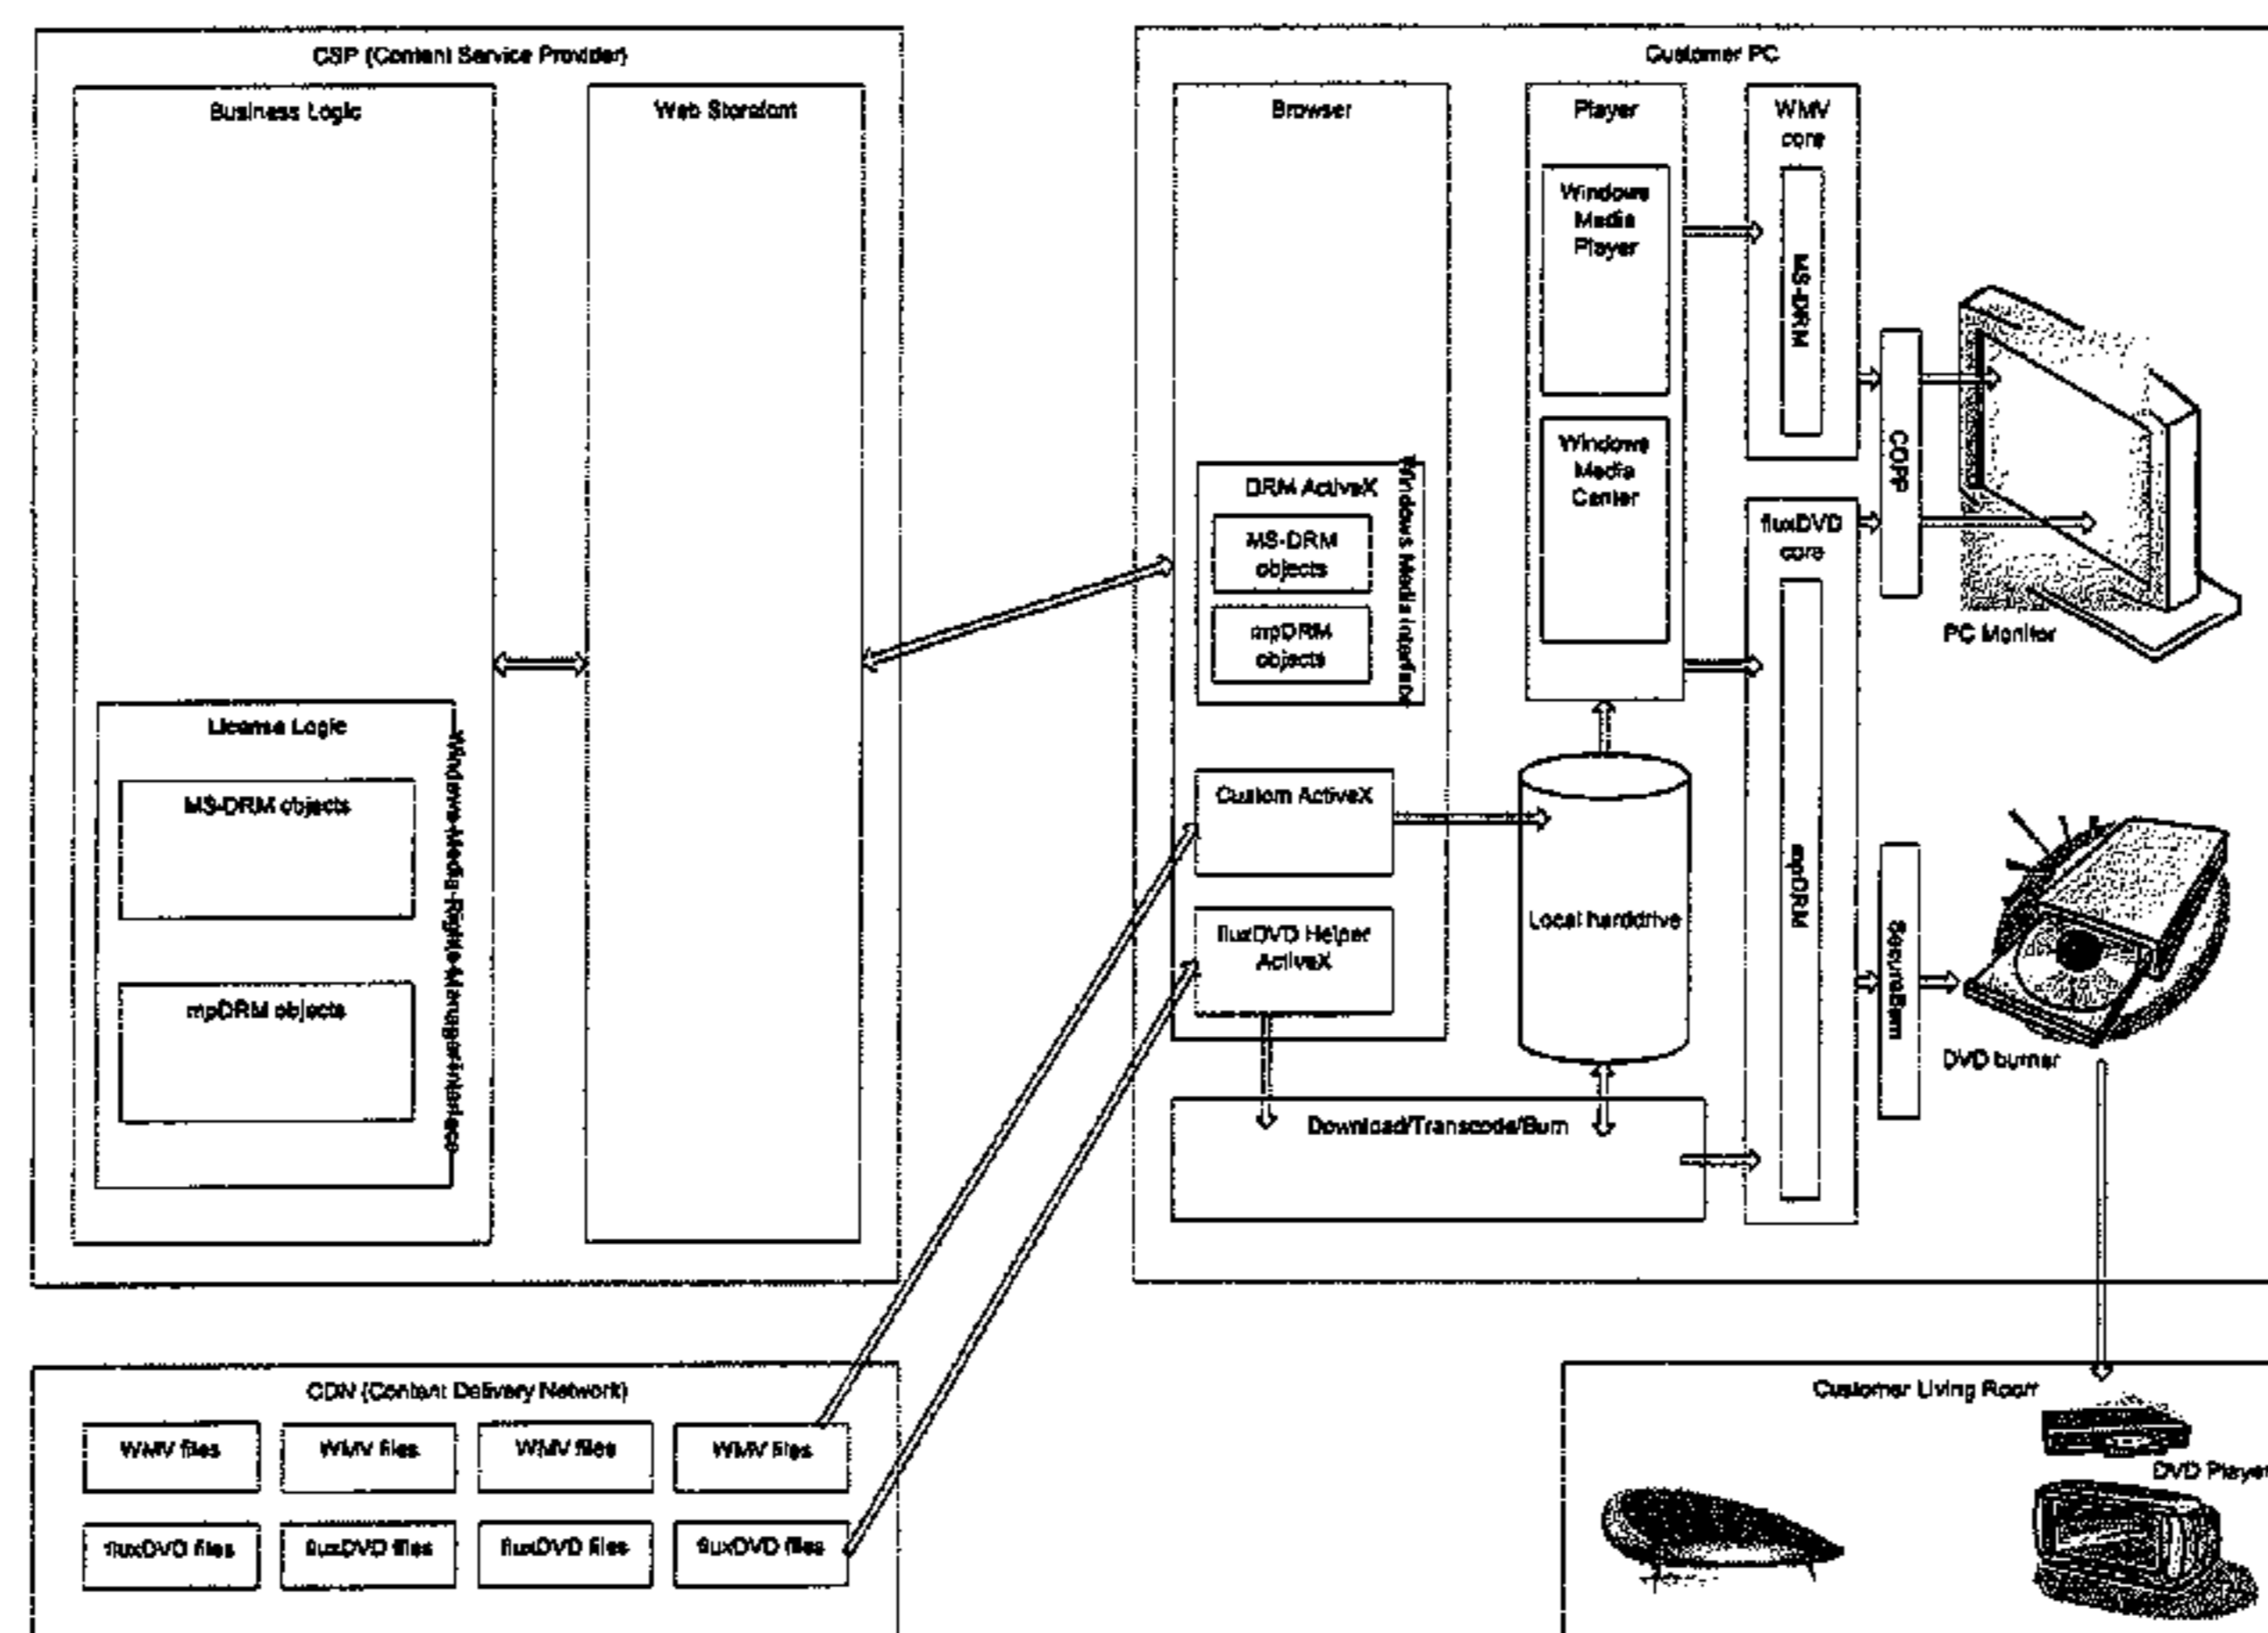 CSP (Content Service Provider)
Business Logic
Web Storefont
License Logic
MS-DRM objects
mpDRM objects
Windows Media Rights Manager Interface
Customer PC
Browser
DRM ActiveX
MS-DRM
objects
mpDRM
objects
Windows Media Interface
Custom ActiveX
fluxDVD Helper
ActiveX
Player
Windows
Media
Player
Windows
Media
Center
Local harddrive
Download/Transcode/Burn
WMV
core
MS-DRM
fluxDVD
core
mpDRM
COPP
PC Monitor
DVD burner
CDN (Content Delivery Network)
WMV files
WMV files
WMV files
WMV files
fluxDVD files
fluxDVD files
fluxDVD files
fluxDVD files
Customer Living Room
DVD Player